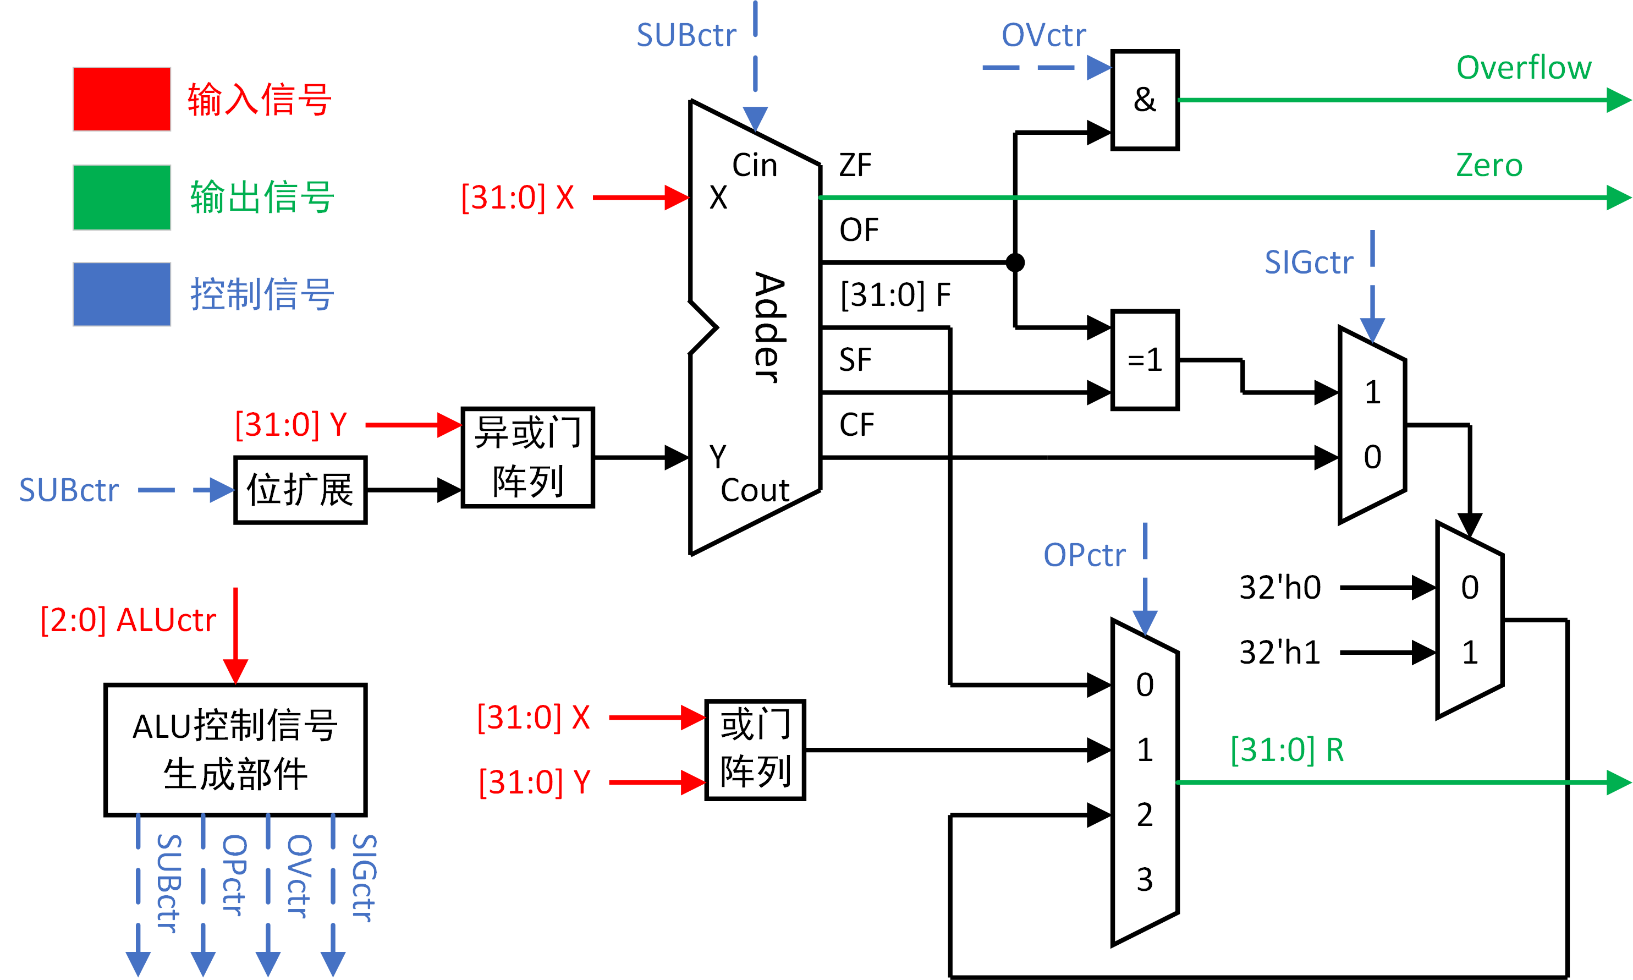 输入信号
输出信号
控制信号
SUBctr
OVctr
&
Overflow
Zero
Cin
X
[31:0] X
Adder
ZF
OF
[31:0] F
SF
CF
SIGctr
=1
1
0
[31:0] Y
异或门
阵列
SUBctr
位扩展
Y
Cout
OPctr
32'h0
32'h1
0
1
[2:0] ALUctr
ALU控制信号
生成部件
SUBctr
OPctr
OVctr
SIGctr
[31:0] X
[31:0] Y
或门
阵列
0
1
2
3
[31:0] R